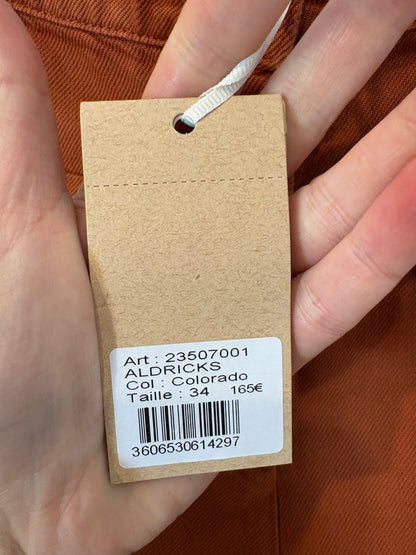 Art : 23507001
ALDRICKS
Col : Colorado
Taille : 34 165€
3606530614297